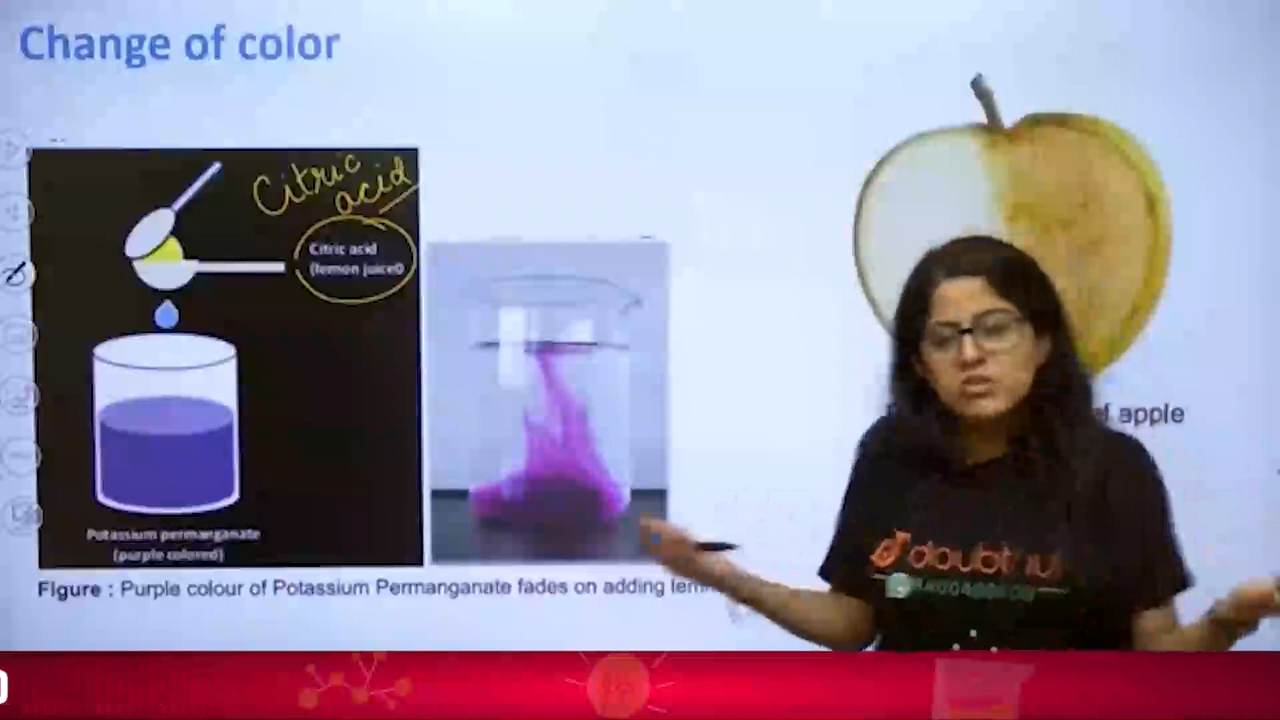 Change of color
Citric
acid
Citric acid
(lemon juice)
Potassium permanganate
(purple colored)
FIgure : Purple colour of Potassium Permanganate fades on adding
of apple
doubtnut